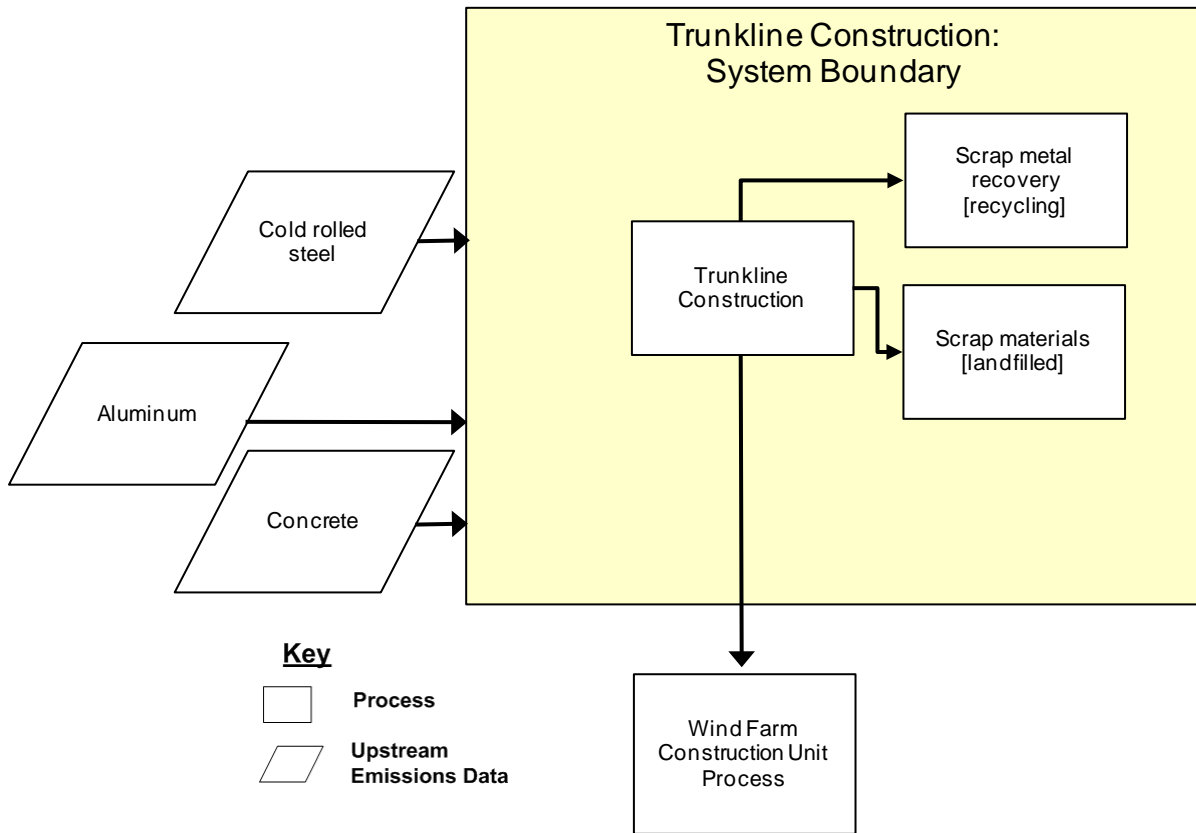 Trunkline Construction:
System Boundary
Scrap metal
recovery
[recycling]
Cold rolled
steel
Trunkline
Construction
Scrap materials
[landfilled]
Aluminum
Concrete
Key
Process
Upstream
Emissions Data
Wind Farm
Construction Unit
Process